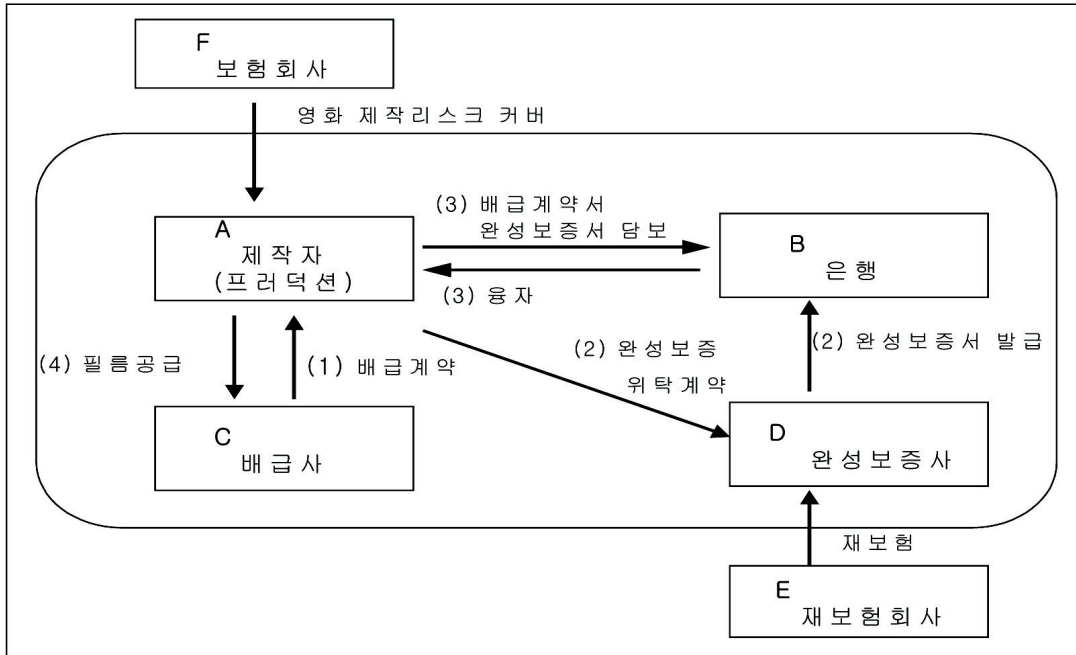 F
보험회사
영화 제작리스크 커버
A
제작자
(프러덕션)
(3) 배급계약서
완성보증서 담보
(3) 융자
B
은행
(4) 필름공급
(1) 배급계약
(2) 완성보증
위탁계약
(2) 완성보증서 발급
C
배급사
D
완성보증사
재보험
E
재보험회사